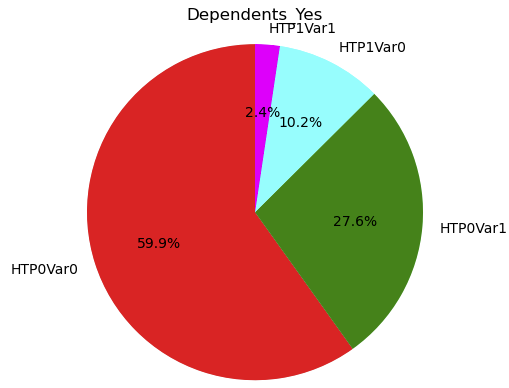 Dependents_Yes
HTP1Var1
HTP1Var0
2.4%
10.2%
27.6%
HTP0Var1
59.9%
HTP0Var0